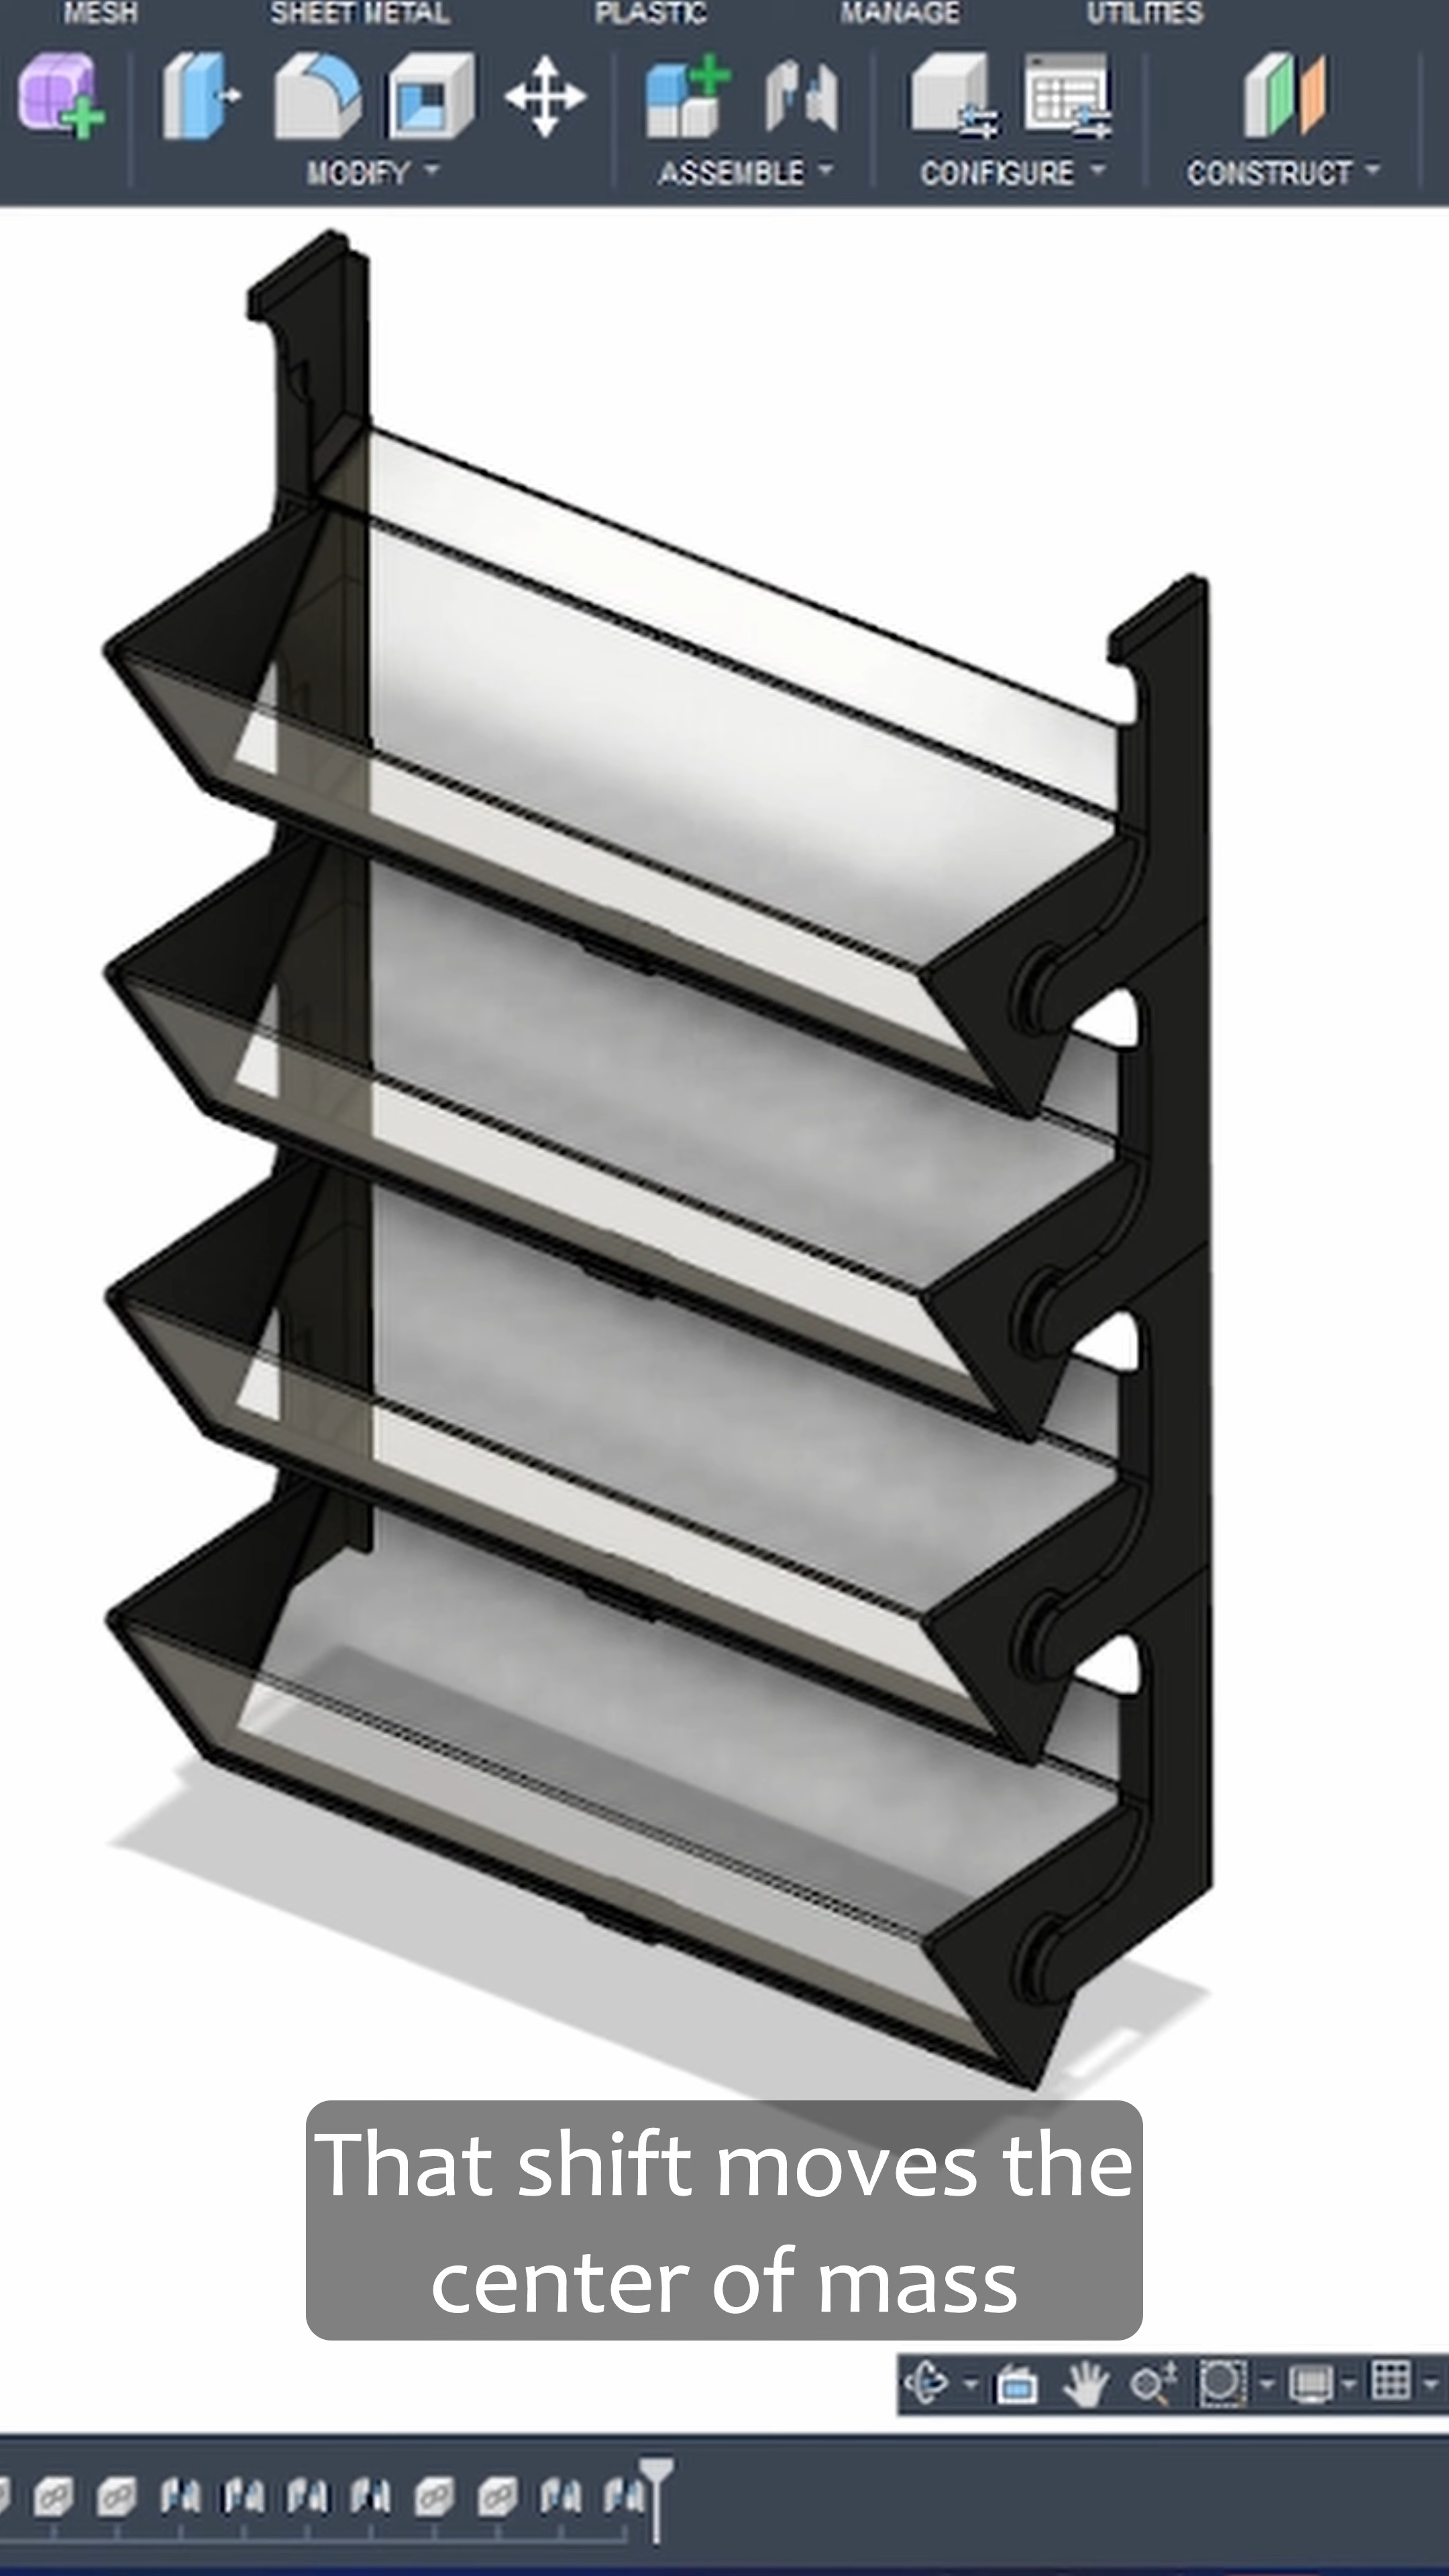 MESH SHEET METAL PLASTIC MANAGE UTILITIES
MODIFY ASSEMBLE CONFIGURE CONSTRUCT
That shift moves the
center of mass